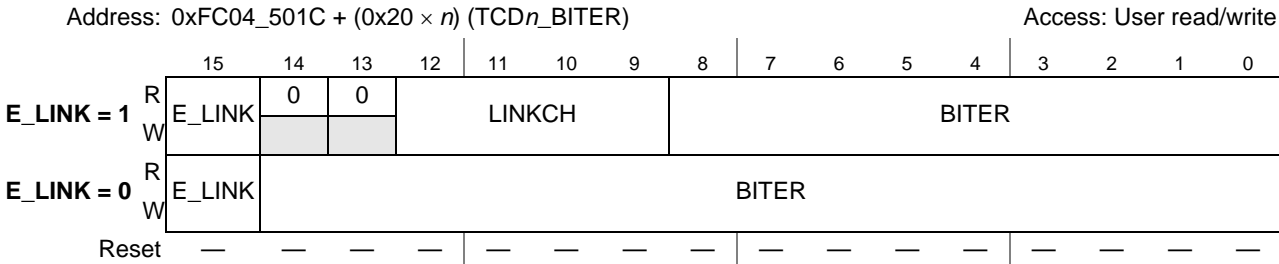 Address: 0xFC04_501C + (0x20 × n) (TCDn_BITER) Access: User read/write
15 14 13 12 11 10 9 8 7 6 5 4 3 2 1 0
E_LINK = 1 R W E_LINK 0 0 LINKCH BITER
E_LINK = 0 R W E_LINK BITER
Reset — — — — — — — — — — — — — — — —